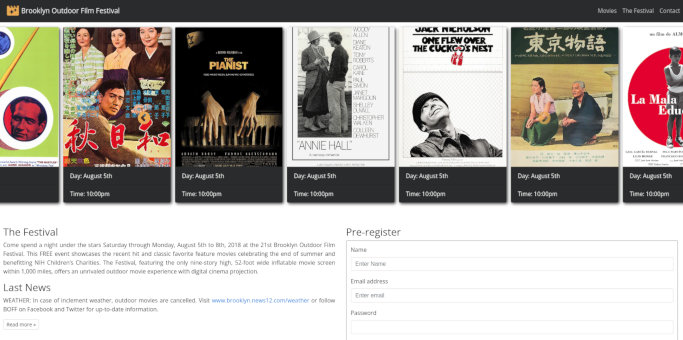 Brooklyn Outdoor Film Festival
Movies The Festival Contact
秋日和
THE
PIANIST
WOODY
ALLEN
DIANE
KEATON
TONY
ROBERTS
CAROL
KANE
PAUL
SIMON
JANET
MARGOLIN
SHELLEY
DUVALL
CHRISTOPHER
WALKEN
COLLEEN
DEWHURST
"ANNIE HALL"
JACK NICHOLSON
ONE FLEW OVER
THE CUCKOO'S NEST
東京物語
un film de ALM
La Mala
Edu
Day: August 5th
Time: 10:00pm
Day: August 5th
Time: 10:00pm
Day: August 5th
Time: 10:00pm
Day: August 5th
Time: 10:00pm
Day: August 5th
Time: 10:00pm
Day: August 5th
Time: 10:00pm
The Festival
Come spend a night under the stars Saturday through Monday, August 5th to 8th, 2018 at the 21st Brooklyn Outdoor Film
Festival. This FREE event showcases the recent hit and classic favorite feature movies celebrating the end of summer and
benefitting NIH Children's Charities. The Festival, featuring the only nine-story high, 52-foot wide inflatable movie screen
within 1,000 miles, offers an unrivaled outdoor movie experience with digital cinema projection.
Last News
WEATHER: In case of inclement weather, outdoor movies are cancelled. Visit www.brooklyn.news12.com/weather or follow
BOFF on Facebook and Twitter for up-to-date information.
Read more »
Pre-register
Name
Enter Name
Email address
Enter email
Password